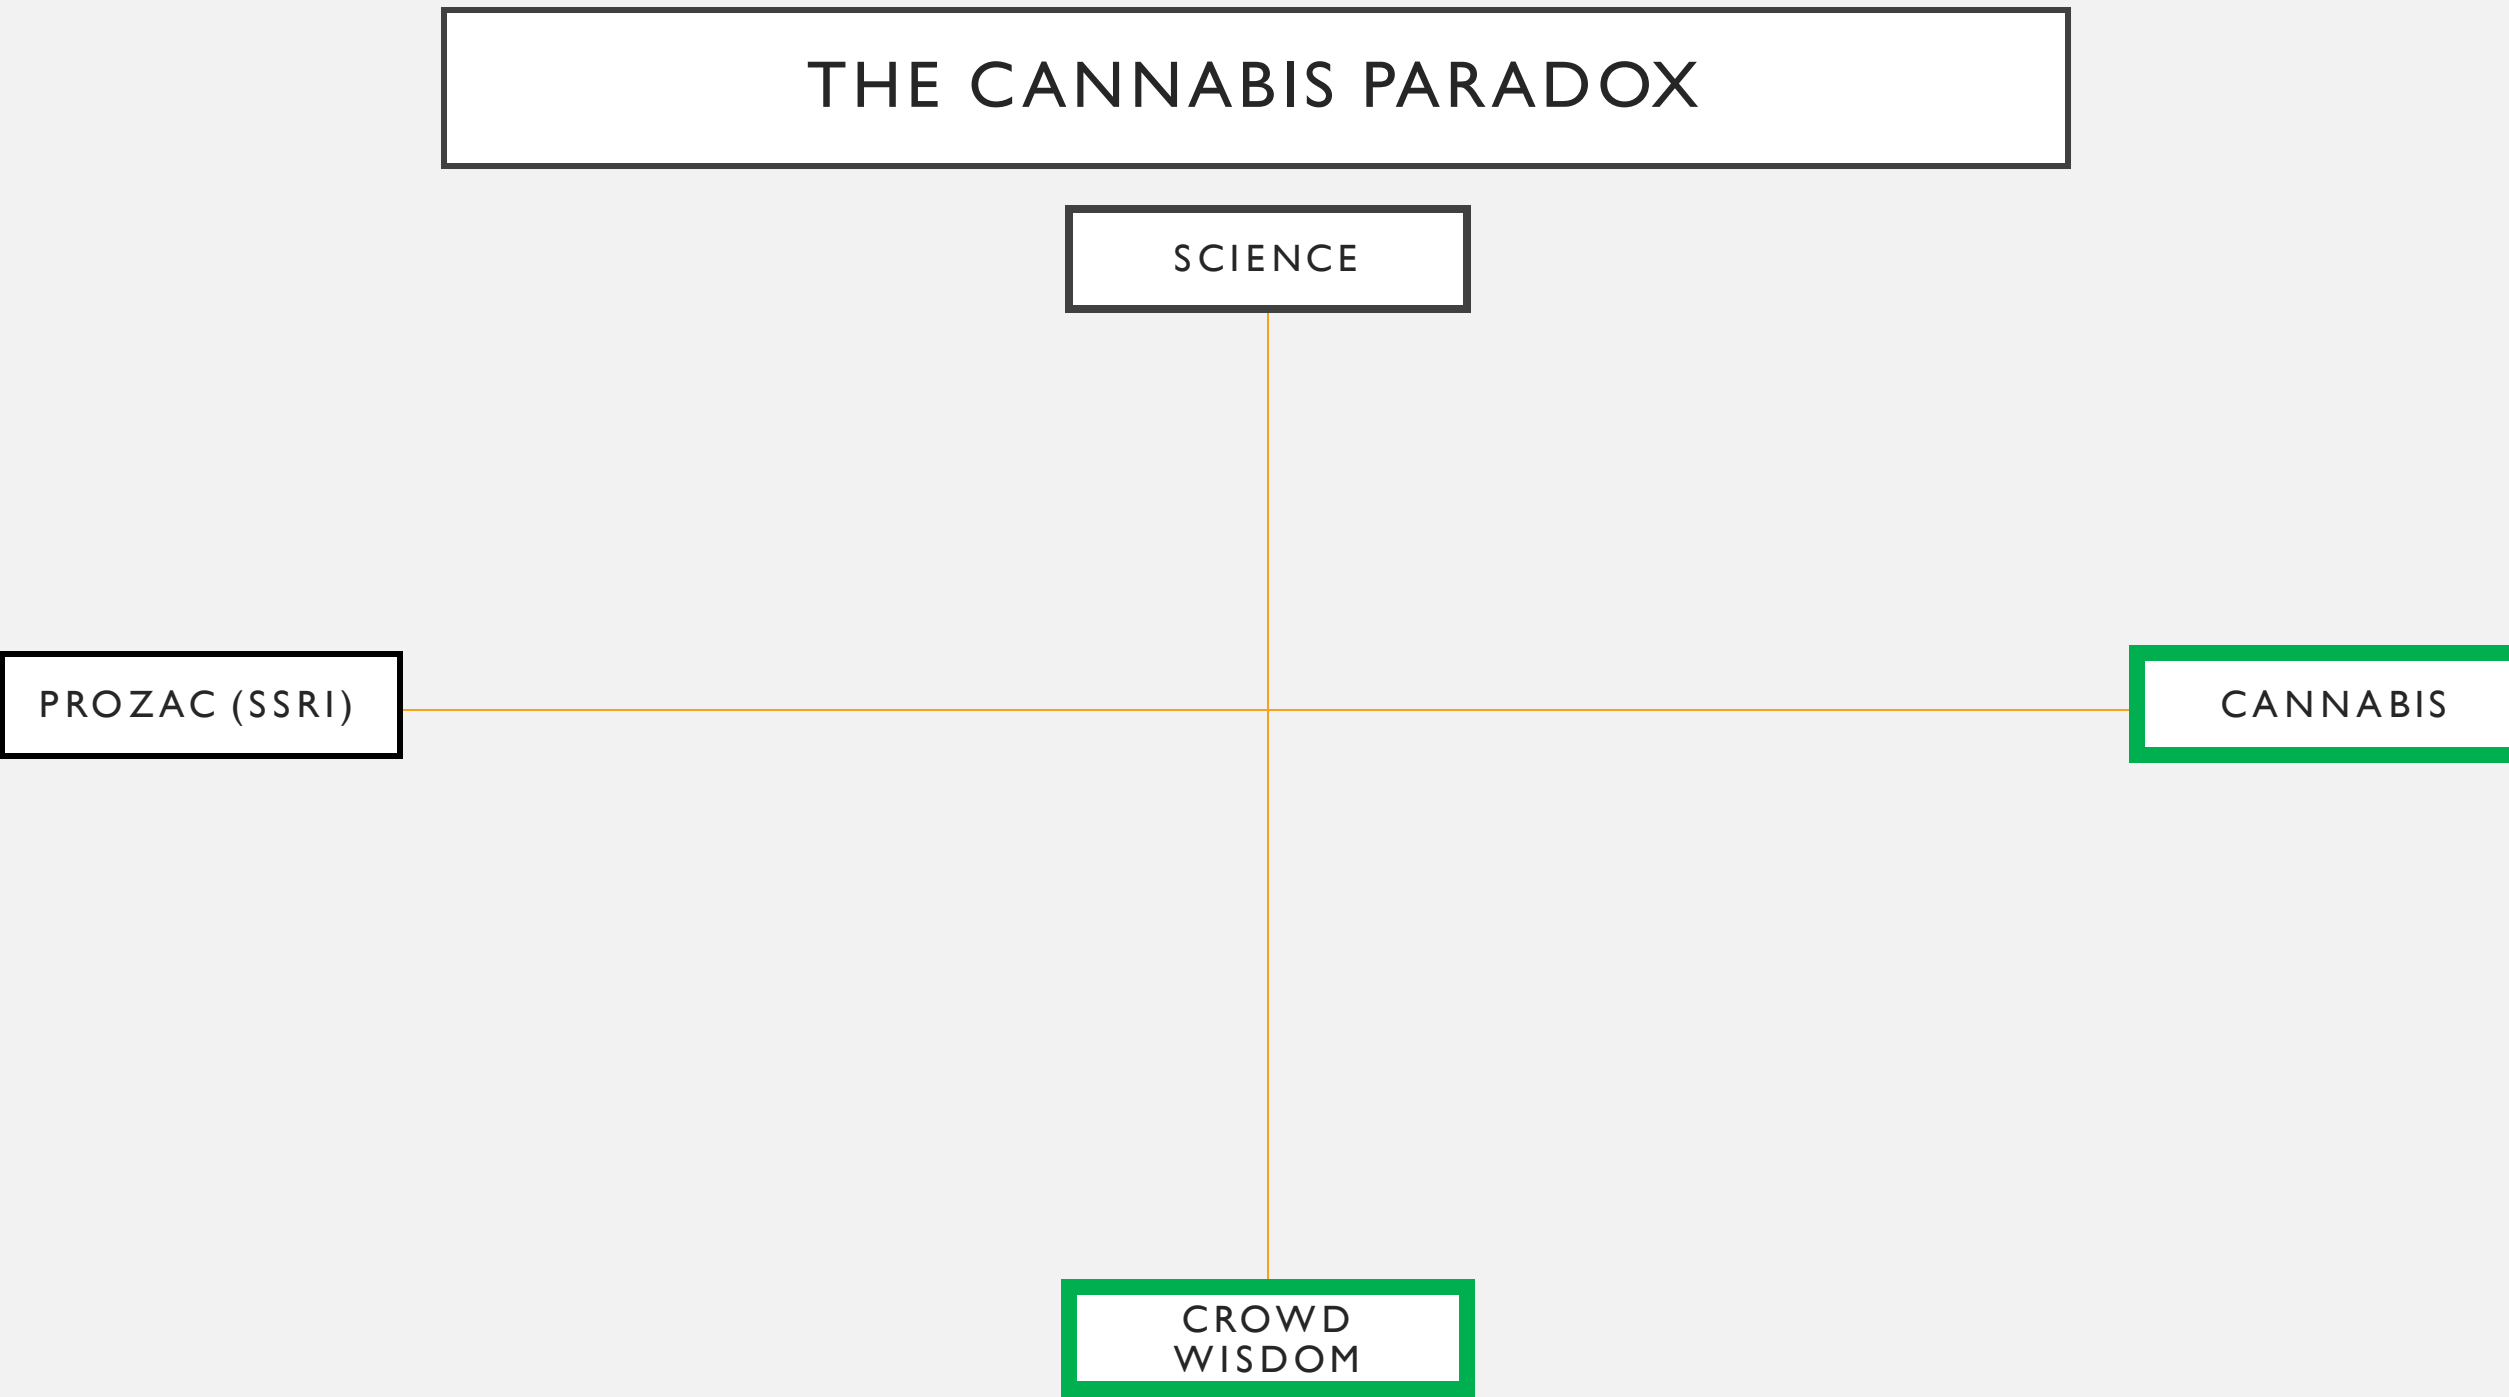 THE CANNABIS PARADOX
SCIENCE
PROZAC (SSRI)
CANNABIS
CROWD
WISDOM